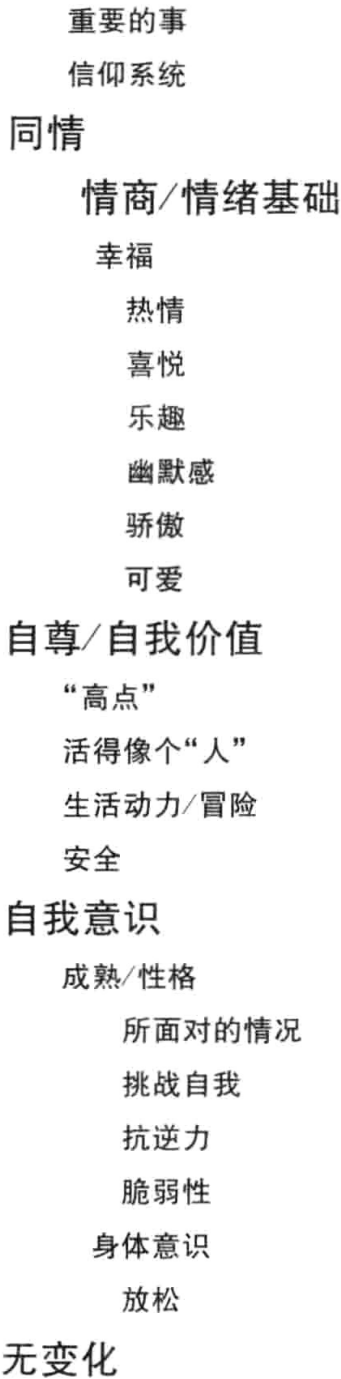 重要的事
信仰系统
同情
情商/情绪基础
幸福
热情
喜悦
乐趣
幽默感
骄傲
可爱
自尊/自我价值
“高点”
活得像个“人”
生活动力/冒险
安全
自我意识
成熟/性格
所面对的情况
挑战自我
抗逆力
脆弱性
身体意识
放松
无变化